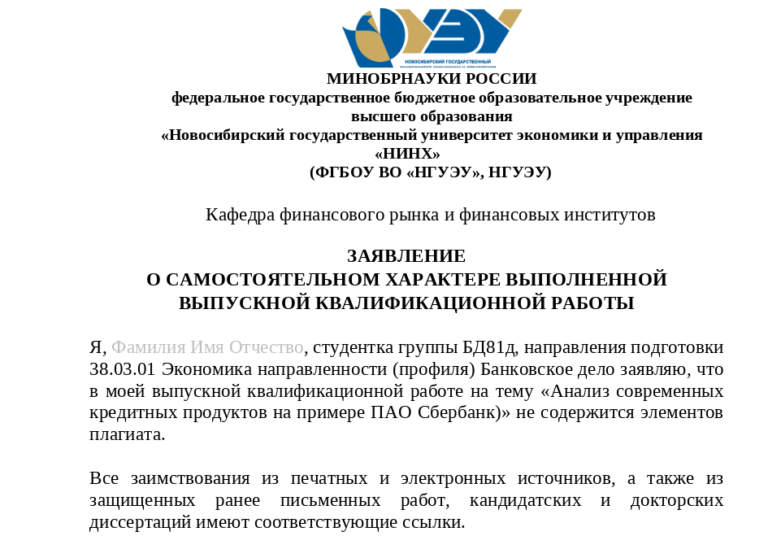 НГУЭУ
НОВОСИБИРСКИЙ ГОСУДАРСТВЕННЫЙ
МИНОБРНАУКИ РОССИИ
федеральное государственное бюджетное образовательное учреждение
высшего образования
«Новосибирский государственный университет экономики и управления
«НИНХ»
(ФГБОУ ВО «НГУЭУ», НГУЭУ)
Кафедра финансового рынка и финансовых институтов
ЗАЯВЛЕНИЕ
О САМОСТОЯТЕЛЬНОМ ХАРАКТЕРЕ ВЫПОЛНЕННОЙ
ВЫПУСКНОЙ КВАЛИФИКАЦИОННОЙ РАБОТЫ
Я, Фамилия Имя Отчество, студентка группы БД81д, направления подготовки
38.03.01 Экономика направленности (профиля) Банковское дело заявляю, что
в моей выпускной квалификационной работе на тему «Анализ современных
кредитных продуктов на примере ПАО Сбербанк)» не содержится элементов
плагиата.
Все заимствования из печатных и электронных источников, а также из
защищенных ранее письменных работ, кандидатских и докторских
диссертаций имеют соответствующие ссылки.